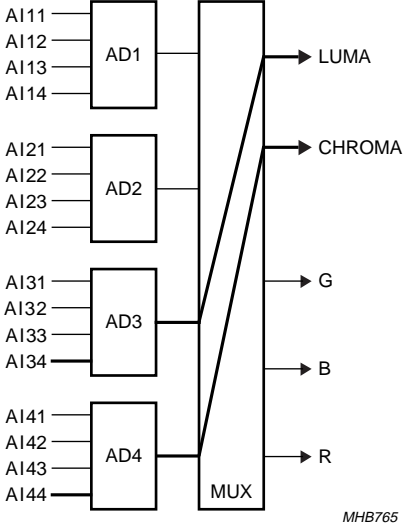 AI11
AI12
AI13
AI14
AD1
LUMA
CHROMA
AI21
AI22
AI23
AI24
AD2
AI31
AI32
AI33
AI34
AD3
G
B
AI41
AI42
AI43
AI44
AD4
R
MUX
MHB765